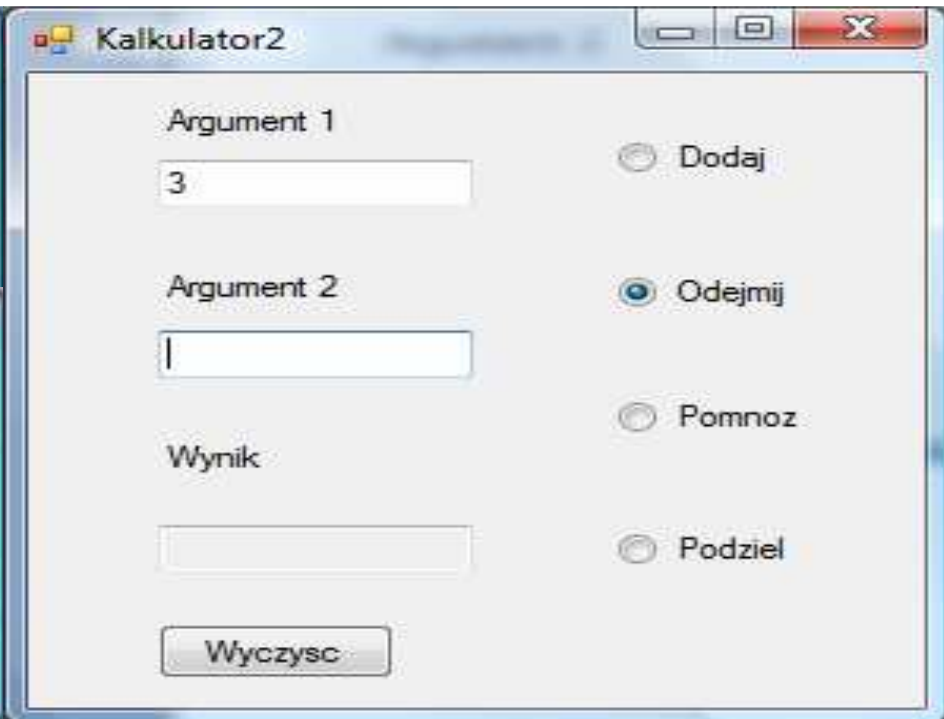 Kalkulator2
Argument 1
3
Dodaj
Argument 2
Odejmij
Pomnoz
Wynik
Podziel
Wyczysc